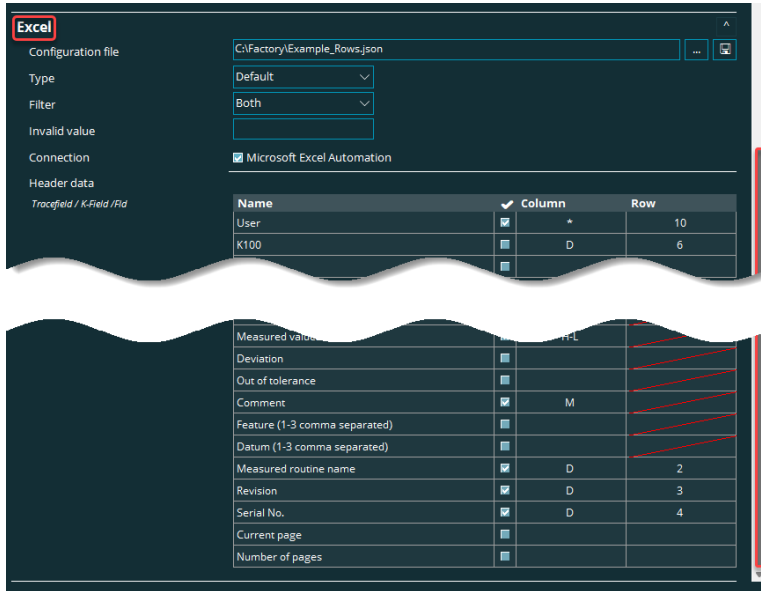 Excel
^
Configuration file C:\Factory\Example_Rows.json ...
Type Default
Filter Both
Invalid value
Connection Microsoft Excel Automation
Header data
Tracefield / K-Field /Fld Name Column Row
User * 10
K100 D 6
Measured H-L
Deviation
Out of tolerance
Comment M
Feature (1-3 comma separated)
Datum (1-3 comma separated)
Measured routine name D 2
Revision D 3
Serial No. D 4
Current page
Number of pages